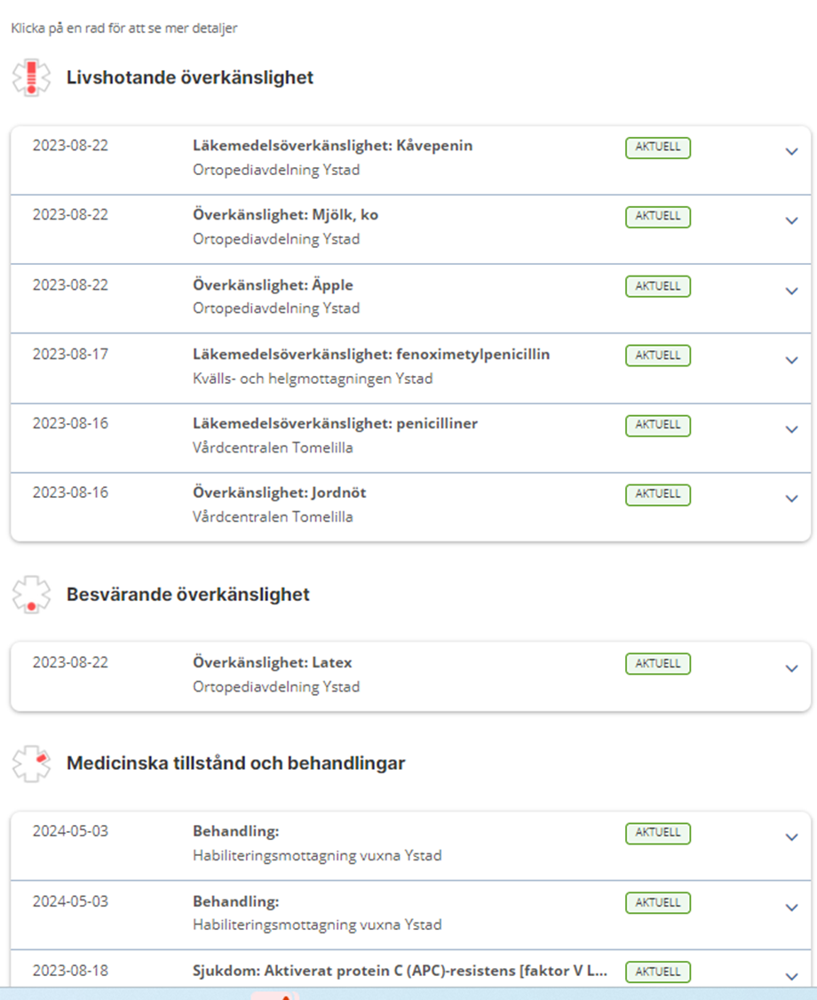 Klicka på en rad för att se mer detaljer
Livshotande överkänslighet
2023-08-22 Läkemedelsöverkänslighet: Kåvepenin AKTUELL
Ortopediavdelning Ystad
2023-08-22 Överkänslighet: Mjölk, ko AKTUELL
Ortopediavdelning Ystad
2023-08-22 Överkänslighet: Äpple AKTUELL
Ortopediavdelning Ystad
2023-08-17 Läkemedelsöverkänslighet: fenoximetylpenicillin AKTUELL
Kvälls- och helgmottagningen Ystad
2023-08-16 Läkemedelsöverkänslighet: penicilliner AKTUELL
Vårdcentralen Tomelilla
2023-08-16 Överkänslighet: Jordnöt AKTUELL
Vårdcentralen Tomelilla
Besvärande överkänslighet
2023-08-22 Överkänslighet: Latex AKTUELL
Ortopediavdelning Ystad
Medicinska tillstånd och behandlingar
2024-05-03 Behandling: AKTUELL
Habiliteringsmottagning vuxna Ystad
2024-05-03 Behandling: AKTUELL
Habiliteringsmottagning vuxna Ystad
2023-08-18 Sjukdom: Aktiverat protein C (APC)-resistens [faktor V L... AKTUELL